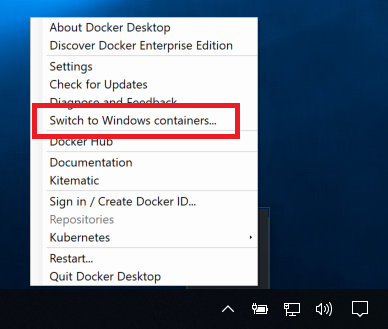 About Docker Desktop
Discover Docker Enterprise Edition
Settings
Check for Updates
Diagnose and Feedback
Switch to Windows containers...
Docker Hub
Documentation
Kitematic
Sign in / Create Docker ID...
Repositories
Kubernetes
Restart...
Quit Docker Desktop